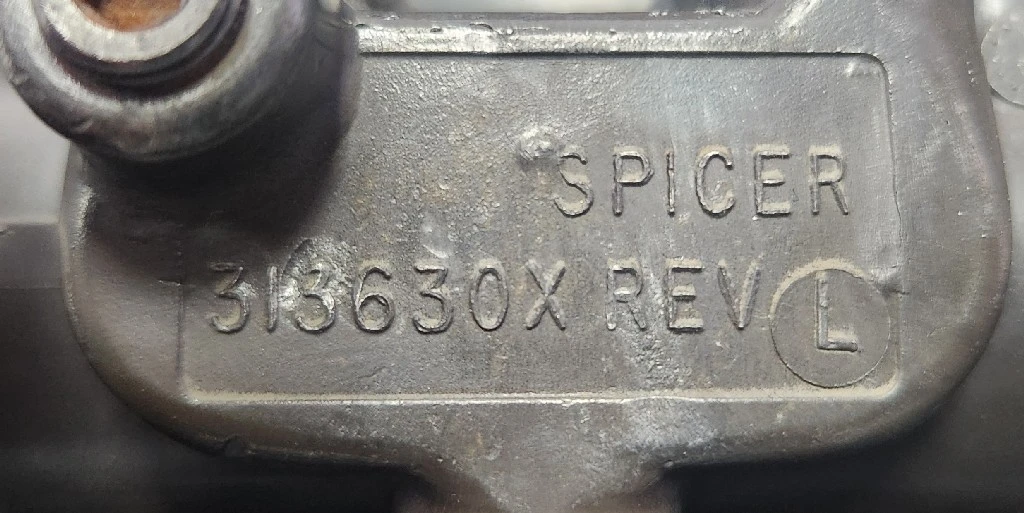 SPICER
313630X REV L